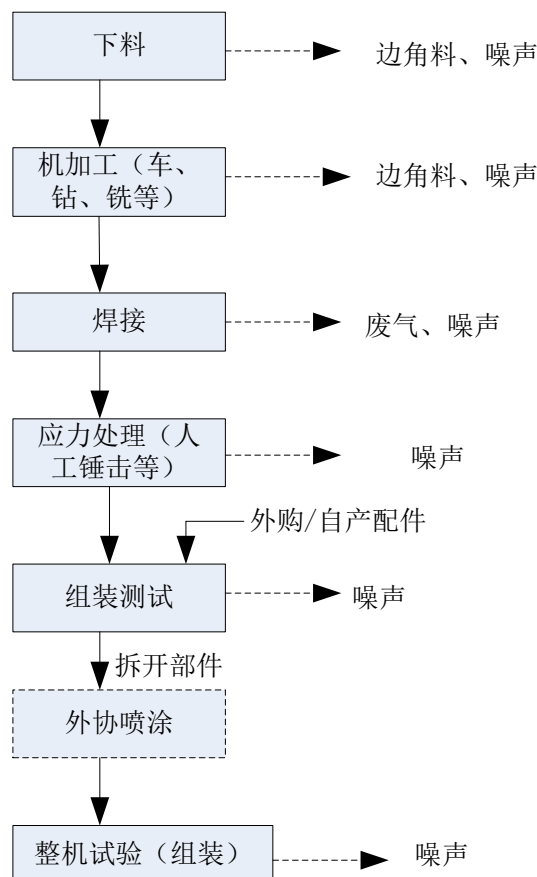 下料
边角料、噪声
机加工（车、
钻、铣等）
边角料、噪声
焊接
废气、噪声
应力处理（人
工锤击等）
噪声
外购/自产配件
组装测试
噪声
拆开部件
外协喷涂
整机试验（组装）
噪声